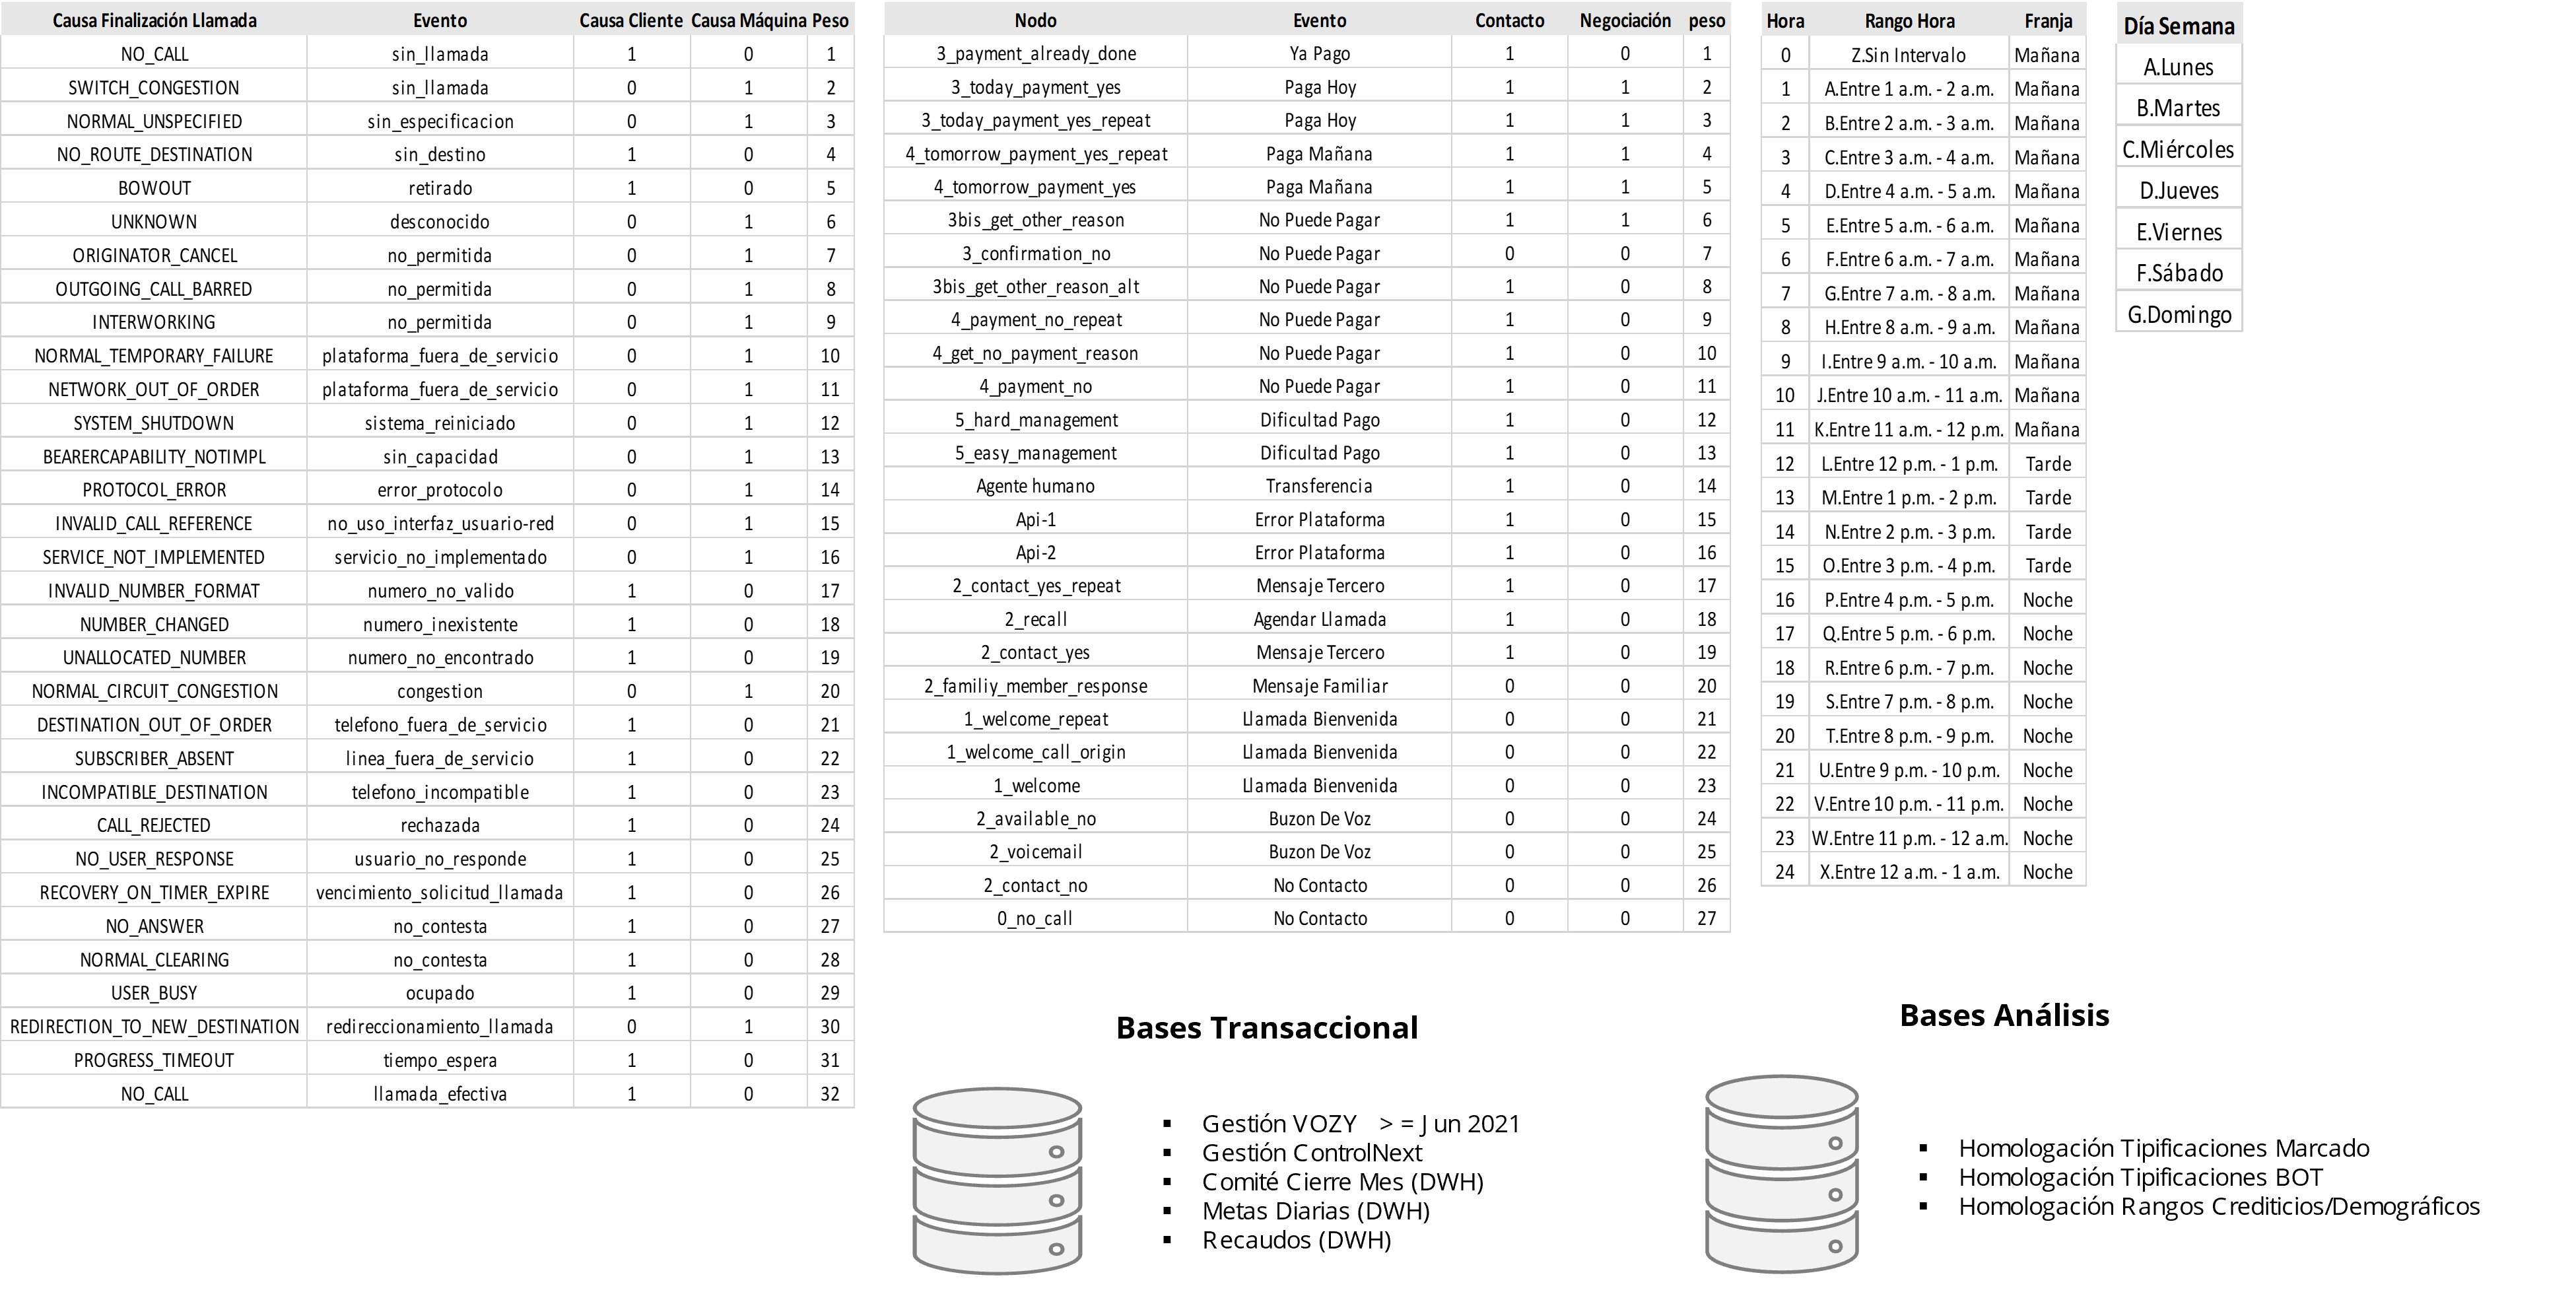 Causa Finalización Llamada Evento Causa Cliente Causa Máquina Peso
NO_CALL sin_llamada 1 0 1
SWITCH_CONGESTION sin_llamada 0 1 2
NORMAL_UNSPECIFIED sin_especificacion 0 1 3
NO_ROUTE_DESTINATION sin_destino 1 0 4
BOWOUT retirado 1 0 5
UNKNOWN desconocido 0 1 6
ORIGINATOR_CANCEL no_permitida 0 1 7
OUTGOING_CALL_BARRED no_permitida 0 1 8
INTERWORKING no_permitida 0 1 9
NORMAL_TEMPORARY_FAILURE plataforma_fuera_de_servicio 0 1 10
NETWORK_OUT_OF_ORDER plataforma_fuera_de_servicio 0 1 11
SYSTEM_SHUTDOWN sistema_reiniciado 0 1 12
BEARERCAPABILITY_NOTIMPL sin_capacidad 0 1 13
PROTOCOL_ERROR error_protocolo 0 1 14
INVALID_CALL_REFERENCE no_uso_interfaz_usuario-red 0 1 15
SERVICE_NOT_IMPLEMENTED servicio_no_implementado 0 1 16
INVALID_NUMBER_FORMAT numero_no_valido 1 0 17
NUMBER_CHANGED numero_inexistente 1 0 18
UNALLOCATED_NUMBER numero_no_encontrado 1 0 19
NORMAL_CIRCUIT_CONGESTION congestion 0 1 20
DESTINATION_OUT_OF_ORDER telefono_fuera_de_servicio 1 0 21
SUBSCRIBER_ABSENT linea_fuera_de_servicio 1 0 22
INCOMPATIBLE_DESTINATION telefono_incompatible 1 0 23
CALL_REJECTED rechazada 1 0 24
NO_USER_RESPONSE usuario_no_responde 1 0 25
RECOVERY_ON_TIMER_EXPIRE vencimiento_solicitud_llamada 1 0 26
NO_ANSWER no_contesta 1 0 27
NORMAL_CLEARING no_contesta 1 0 28
USER_BUSY ocupado 1 0 29
REDIRECTION_TO_NEW_DESTINATION redireccionamiento_llamada 0 1 30
PROGRESS_TIMEOUT tiempo_espera 1 0 31
NO_CALL llamada_efectiva 1 0 32
Nodo Evento Contacto Negociación peso
3_payment_already_done Ya Pago 1 0 1
3_today_payment_yes Paga Hoy 1 1 2
3_today_payment_yes_repeat Paga Hoy 1 1 3
4_tomorrow_payment_yes_repeat Paga Mañana 1 1 4
4_tomorrow_payment_yes Paga Mañana 1 1 5
3bis_get_other_reason No Puede Pagar 1 1 6
3_confirmation_no No Puede Pagar 0 0 7
3bis_get_other_reason_alt No Puede Pagar 1 0 8
4_payment_no_repeat No Puede Pagar 1 0 9
4_get_no_payment_reason No Puede Pagar 1 0 10
4_payment_no No Puede Pagar 1 0 11
5_hard_management Dificultad Pago 1 0 12
5_easy_management Dificultad Pago 1 0 13
Agente humano Transferencia 1 0 14
Api-1 Error Plataforma 1 0 15
Api-2 Error Plataforma 1 0 16
2_contact_yes_repeat Mensaje Tercero 1 0 17
2_recall Agendar Llamada 1 0 18
2_contact_yes Mensaje Tercero 1 0 19
2_familiy_member_response Mensaje Familiar 0 0 20
1_welcome_repeat Llamada Bienvenida 0 0 21
1_welcome_call_origin Llamada Bienvenida 0 0 22
1_welcome Llamada Bienvenida 0 0 23
2_available_no Buzon De Voz 0 0 24
2_voicemail Buzon De Voz 0 0 25
2_contact_no No Contacto 0 0 26
0_no_call No Contacto 0 0 27
Hora Rango Hora Franja
0 Z.Sin Intervalo Mañana
1 A.Entre 1 a.m. - 2 a.m. Mañana
2 B.Entre 2 a.m. - 3 a.m. Mañana
3 C.Entre 3 a.m. - 4 a.m. Mañana
4 D.Entre 4 a.m. - 5 a.m. Mañana
5 E.Entre 5 a.m. - 6 a.m. Mañana
6 F.Entre 6 a.m. - 7 a.m. Mañana
7 G.Entre 7 a.m. - 8 a.m. Mañana
8 H.Entre 8 a.m. - 9 a.m. Mañana
9 I.Entre 9 a.m. - 10 a.m. Mañana
10 J.Entre 10 a.m. - 11 a.m. Mañana
11 K.Entre 11 a.m. - 12 p.m. Mañana
12 L.Entre 12 p.m. - 1 p.m. Tarde
13 M.Entre 1 p.m. - 2 p.m. Tarde
14 N.Entre 2 p.m. - 3 p.m. Tarde
15 O.Entre 3 p.m. - 4 p.m. Tarde
16 P.Entre 4 p.m. - 5 p.m. Noche
17 Q.Entre 5 p.m. - 6 p.m. Noche
18 R.Entre 6 p.m. - 7 p.m. Noche
19 S.Entre 7 p.m. - 8 p.m. Noche
20 T.Entre 8 p.m. - 9 p.m. Noche
21 U.Entre 9 p.m. - 10 p.m. Noche
22 V.Entre 10 p.m. - 11 p.m. Noche
23 W.Entre 11 p.m. - 12 a.m. Noche
24 X.Entre 12 a.m. - 1 a.m. Noche
Día Semana
A.Lunes
B.Martes
C.Miércoles
D.Jueves
E.Viernes
F.Sábado
G.Domingo
Bases Transaccional
▪ Gestión VOZY > = Jun 2021
▪ Gestión ControlNext
▪ Comité Cierre Mes (DWH)
▪ Metas Diarias (DWH)
▪ Recaudos (DWH)
Bases Análisis
▪ Homologación Tipificaciones Marcado
▪ Homologación Tipificaciones BOT
▪ Homologación Rangos Crediticios/Demográficos